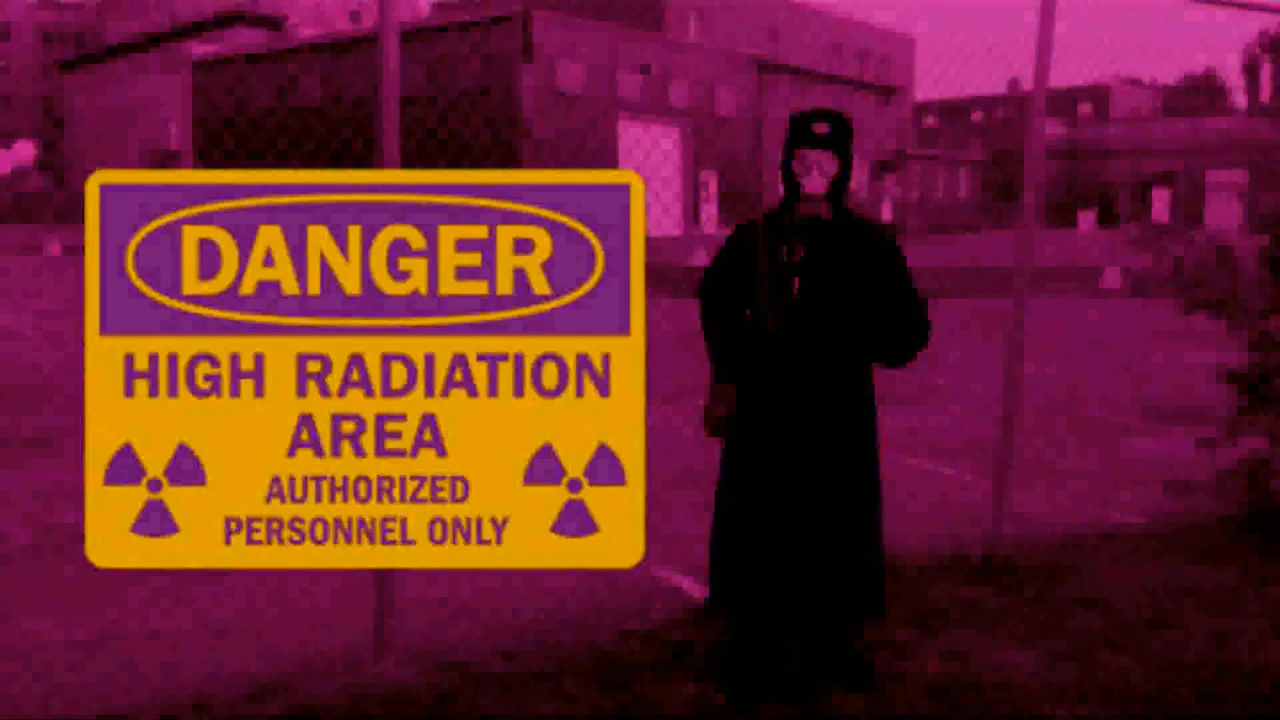 DANGER
HIGH RADIATION
AREA
AUTHORIZED
PERSONNEL ONLY